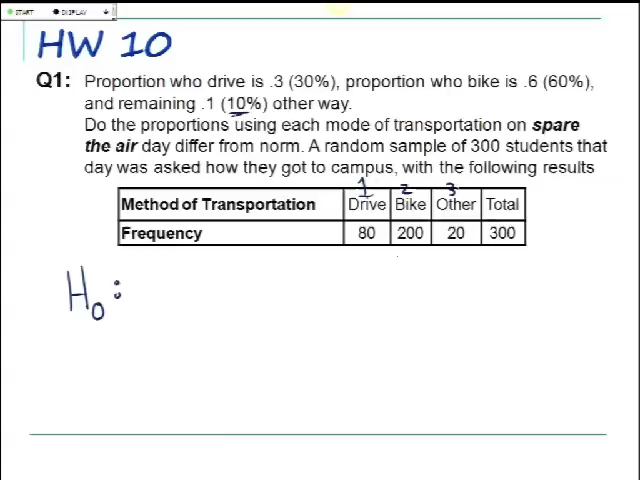 START DISPLAY
HW 10
Q1: Proportion who drive is .3 (30%), proportion who bike is .6 (60%),
and remaining .1 (10%) other way.
Do the proportions using each mode of transportation on spare
the air day differ from norm. A random sample of 300 students that
day was asked how they got to campus, with the following results
1 2 3
Method of Transportation Drive Bike Other Total
Frequency 80 200 20 300
H₀: